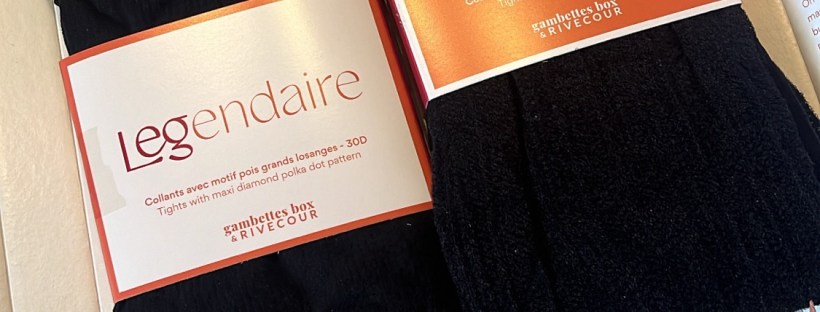 Legendaire
Collants avec motif pois grands losanges - 30D
Tights with maxi diamond polka dot pattern
gambettes box
& RIVECOUR
gambettes box
& RIVECOUR